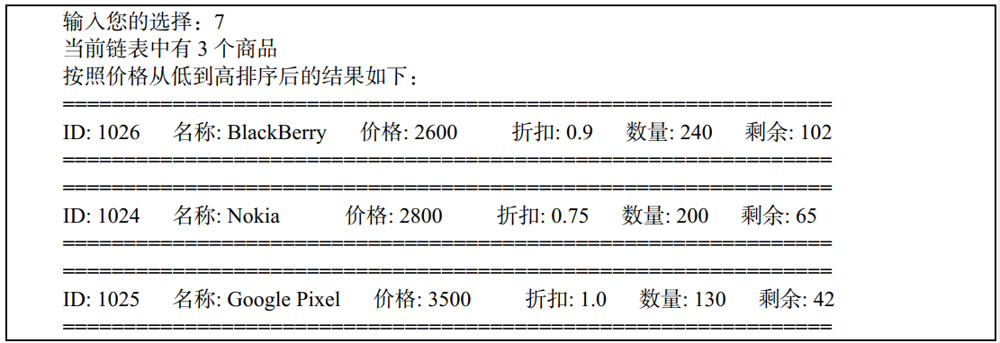 输入您的选择：7
当前链表中有 3 个商品
按照价格从低到高排序后的结果如下：
===============================================================
ID: 1026 名称: BlackBerry 价格: 2600 折扣: 0.9 数量: 240 剩余: 102
===============================================================
===============================================================
ID: 1024 名称: Nokia 价格: 2800 折扣: 0.75 数量: 200 剩余: 65
===============================================================
===============================================================
ID: 1025 名称: Google Pixel 价格: 3500 折扣: 1.0 数量: 130 剩余: 42
===============================================================